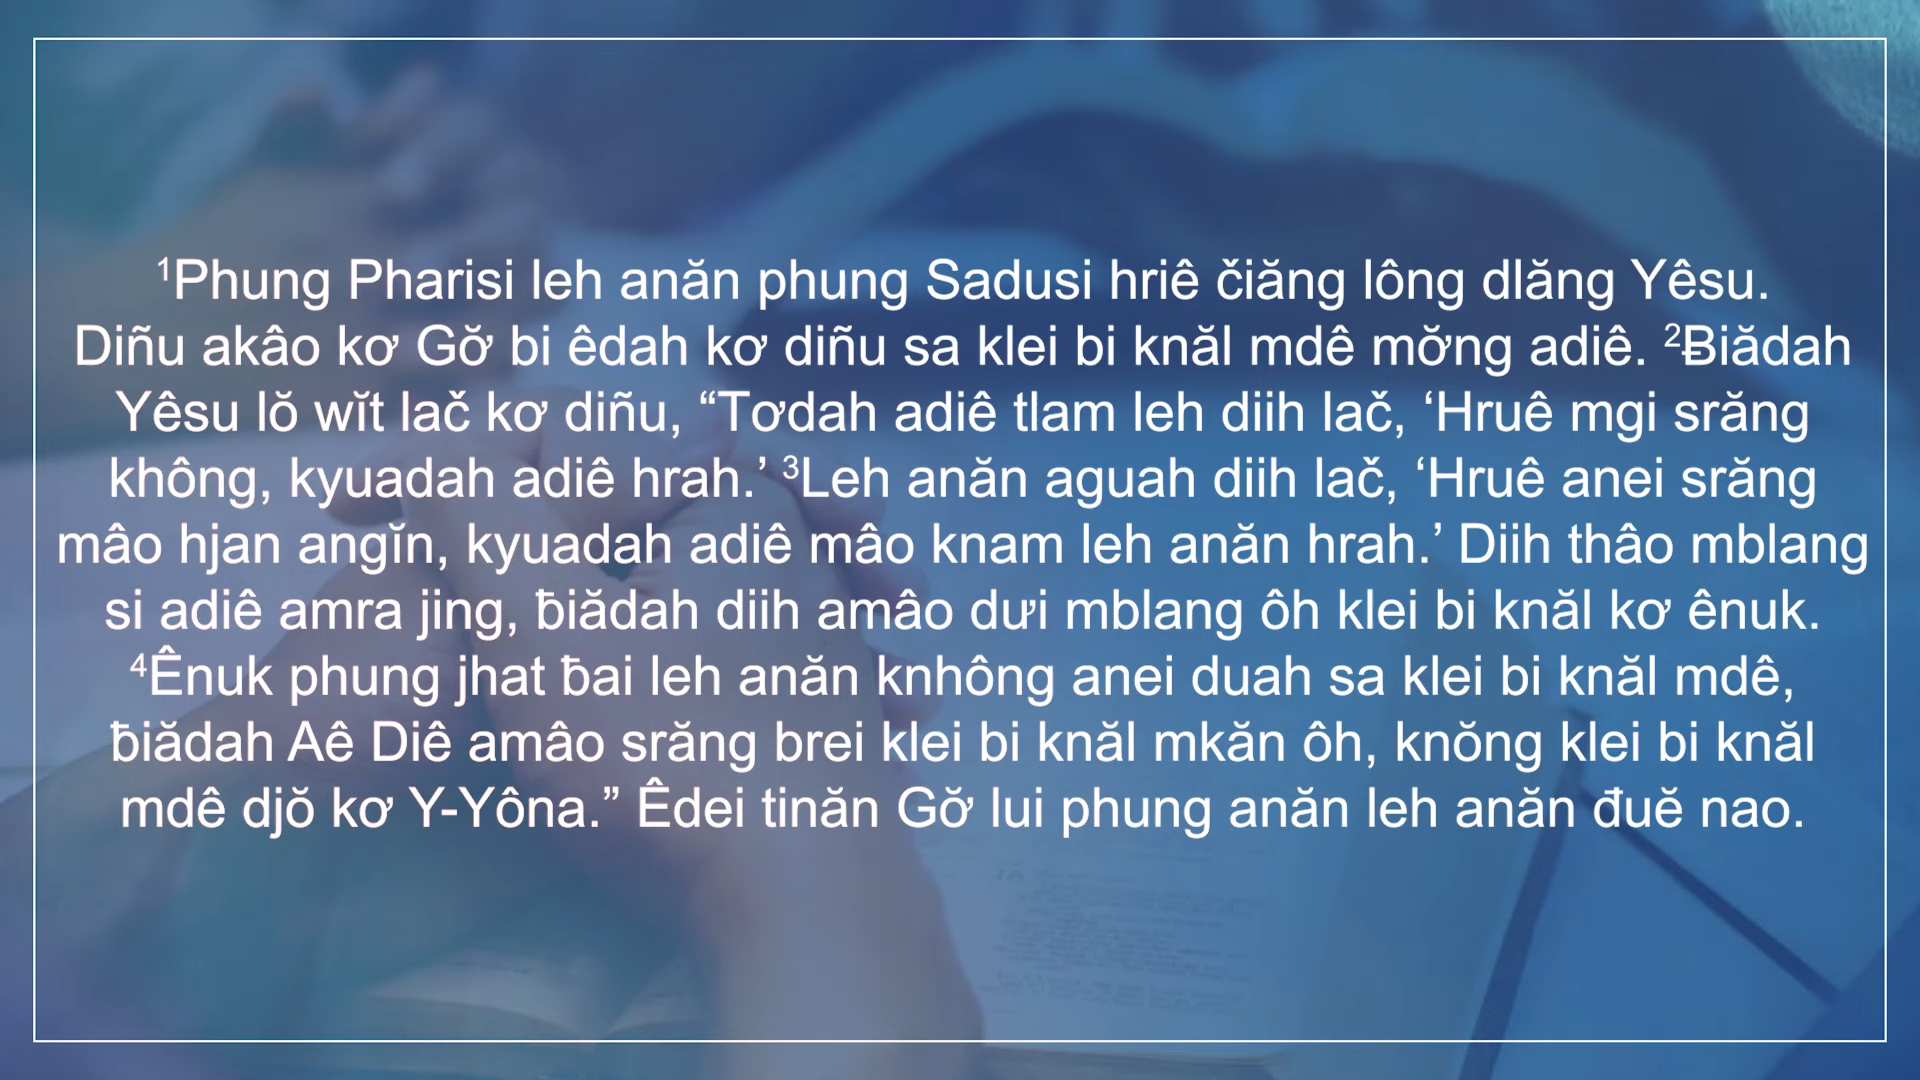 ¹Phung Pharisi leh anăn phung Sadusi hriê čiăng lông dlăng Yêsu.
Diñu akâo kơ Gơ̆ bi êdah kơ diñu sa klei bi knăl mdê mơ̆ng adiê. ²Ƀiădah
Yêsu lŏ wĭt lač kơ diñu, “Tơdah adiê tlam leh diih lač, ‘Hruê mgi srăng
không, kyuadah adiê hrah.’ ³Leh anăn aguah diih lač, ‘Hruê anei srăng
mâo hjan angĭn, kyuadah adiê mâo knam leh anăn hrah.’ Diih thâo mblang
si adiê amra jing, ƀiădah diih amâo dưi mblang ôh klei bi knăl kơ ênuk.
⁴Ênuk phung jhat ƀai leh anăn knhông anei duah sa klei bi knăl mdê,
ƀiădah Aê Diê amâo srăng brei klei bi knăl mkăn ôh, knŏng klei bi knăl
mdê djŏ kơ Y-Yôna.” Êdei tinăn Gơ̆ lui phung anăn leh anăn đuĕ nao.